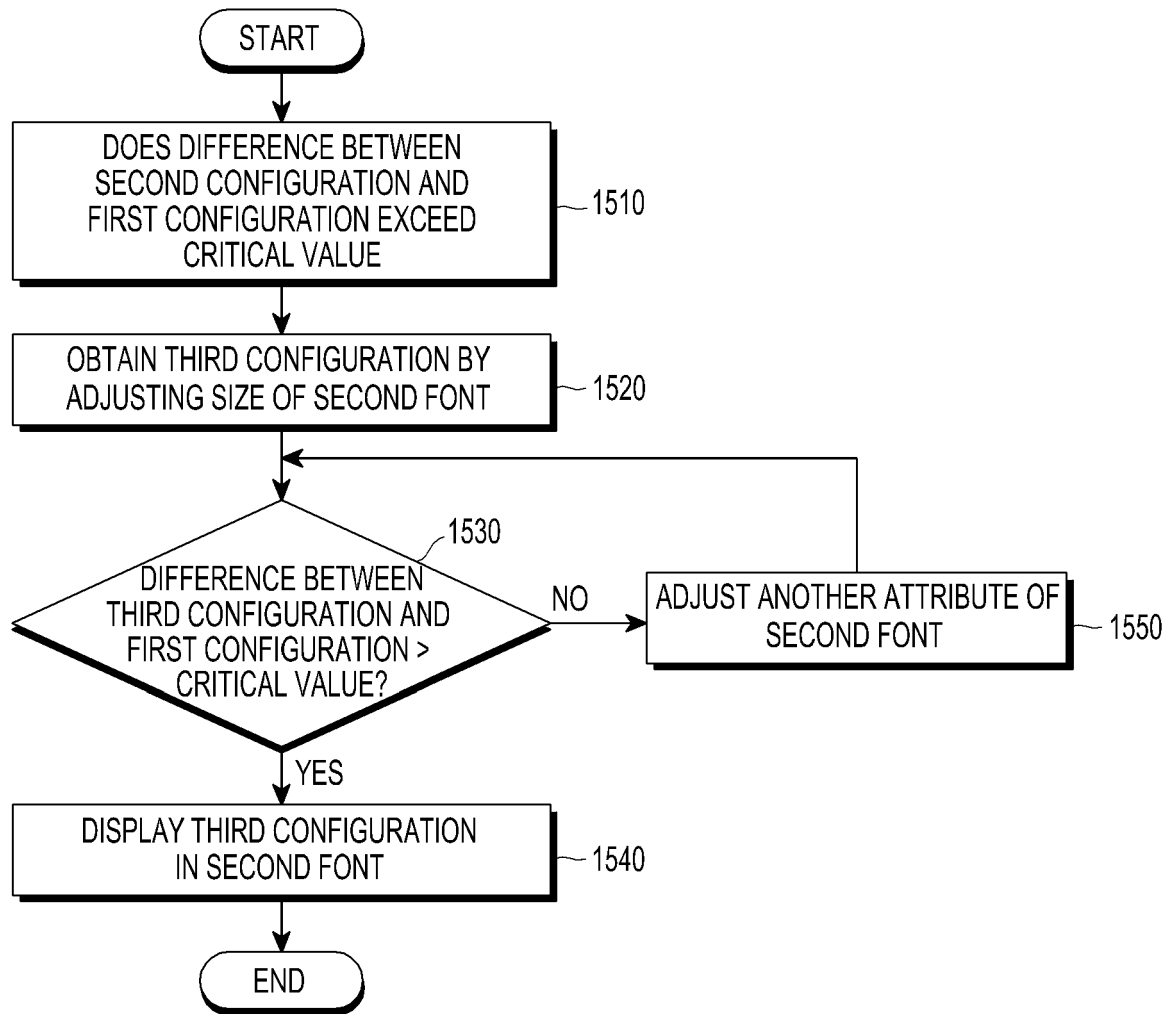 START
DOES DIFFERENCE BETWEEN
SECOND CONFIGURATION AND
FIRST CONFIGURATION EXCEED
CRITICAL VALUE
1510
OBTAIN THIRD CONFIGURATION BY
ADJUSTING SIZE OF SECOND FONT
1520
1530
DIFFERENCE BETWEEN
THIRD CONFIGURATION AND
FIRST CONFIGURATION >
CRITICAL VALUE?
NO
ADJUST ANOTHER ATTRIBUTE OF
SECOND FONT
1550
YES
DISPLAY THIRD CONFIGURATION
IN SECOND FONT
1540
END